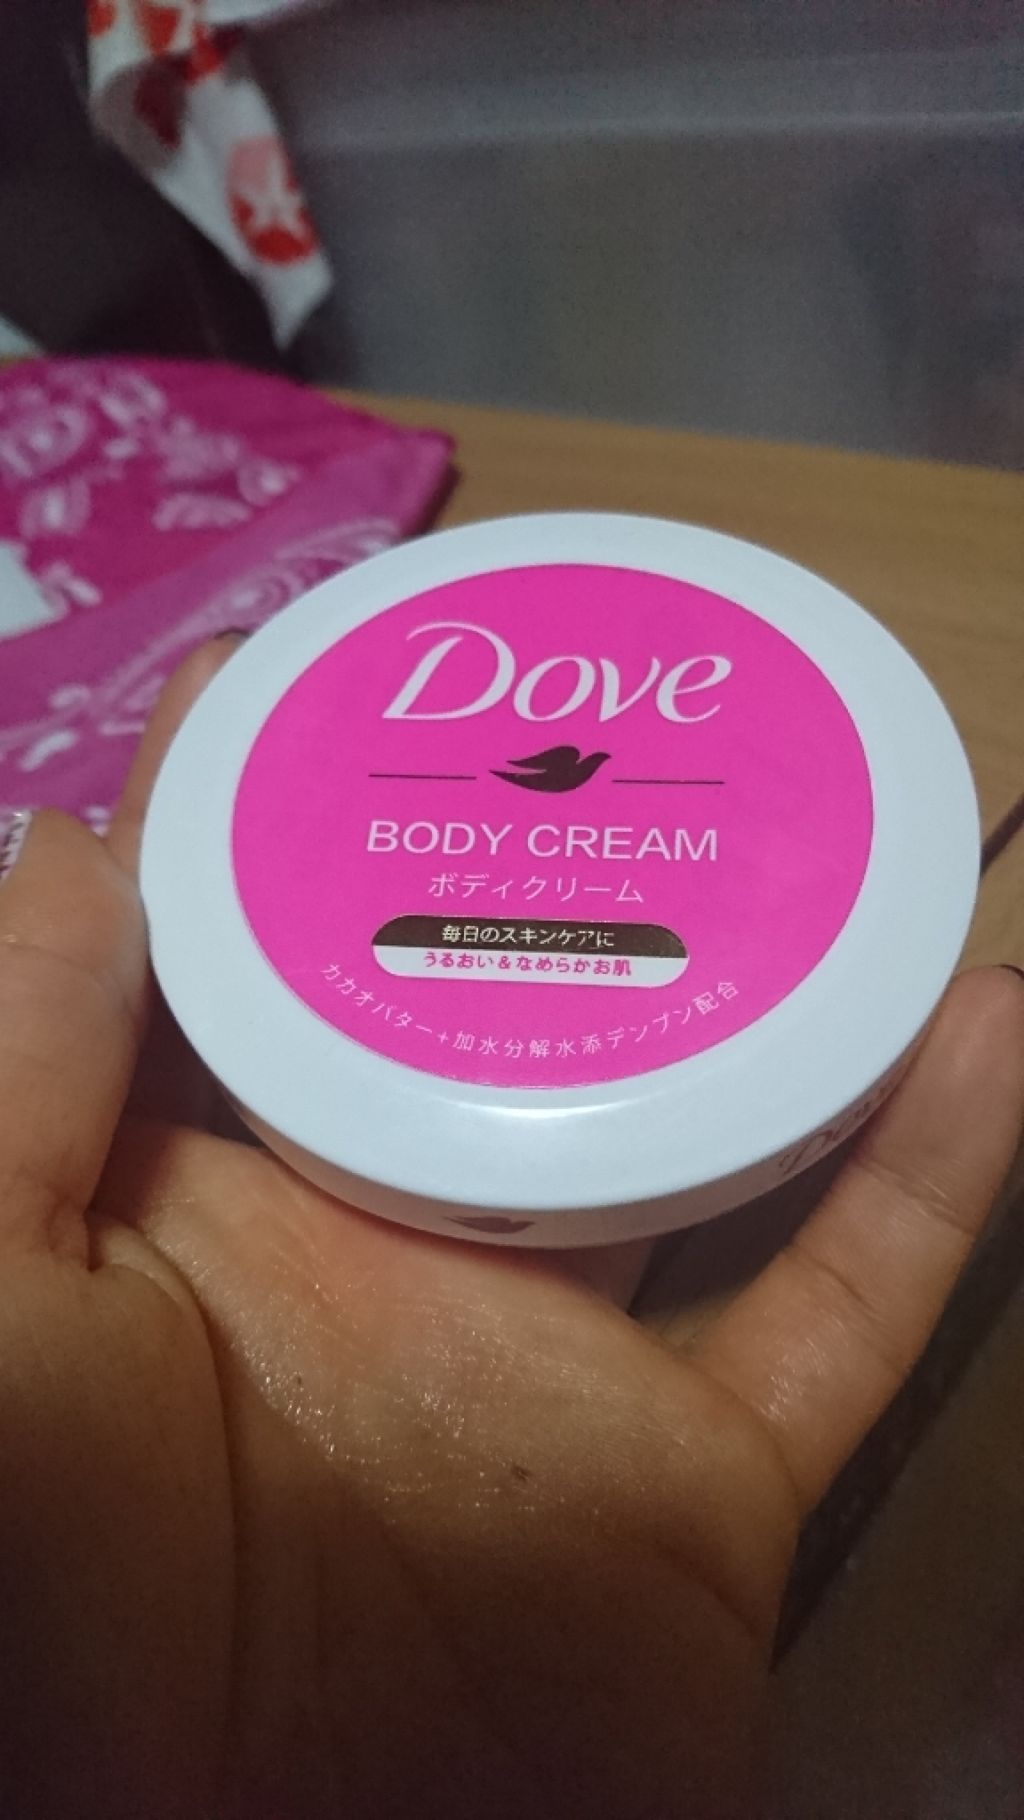 Dove
BODY CREAM
ボディクリーム
毎日のスキンケアに
うるおい&なめらかお肌
カカオバター+加水分解水添デンプン配合
Dove